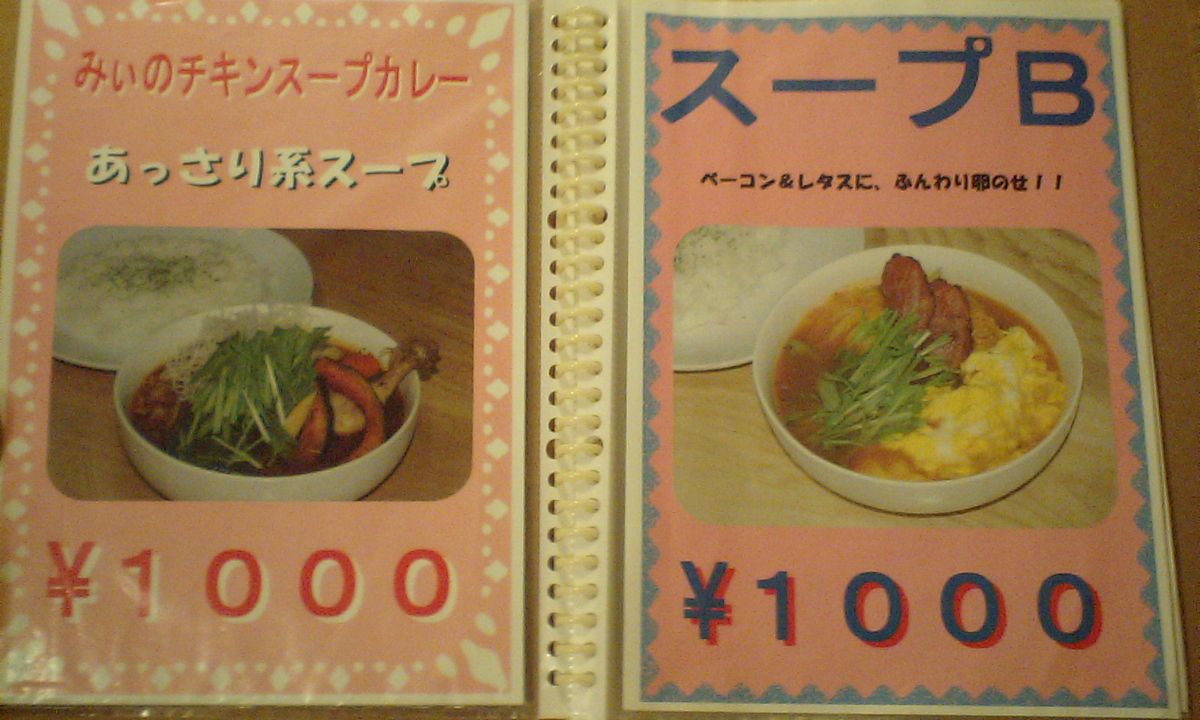 みぃのチキンスープカレー
あっさり系スープ
¥1000
スープB
ベーコン&レタスに、ふんわり卵のせ!!
¥1000